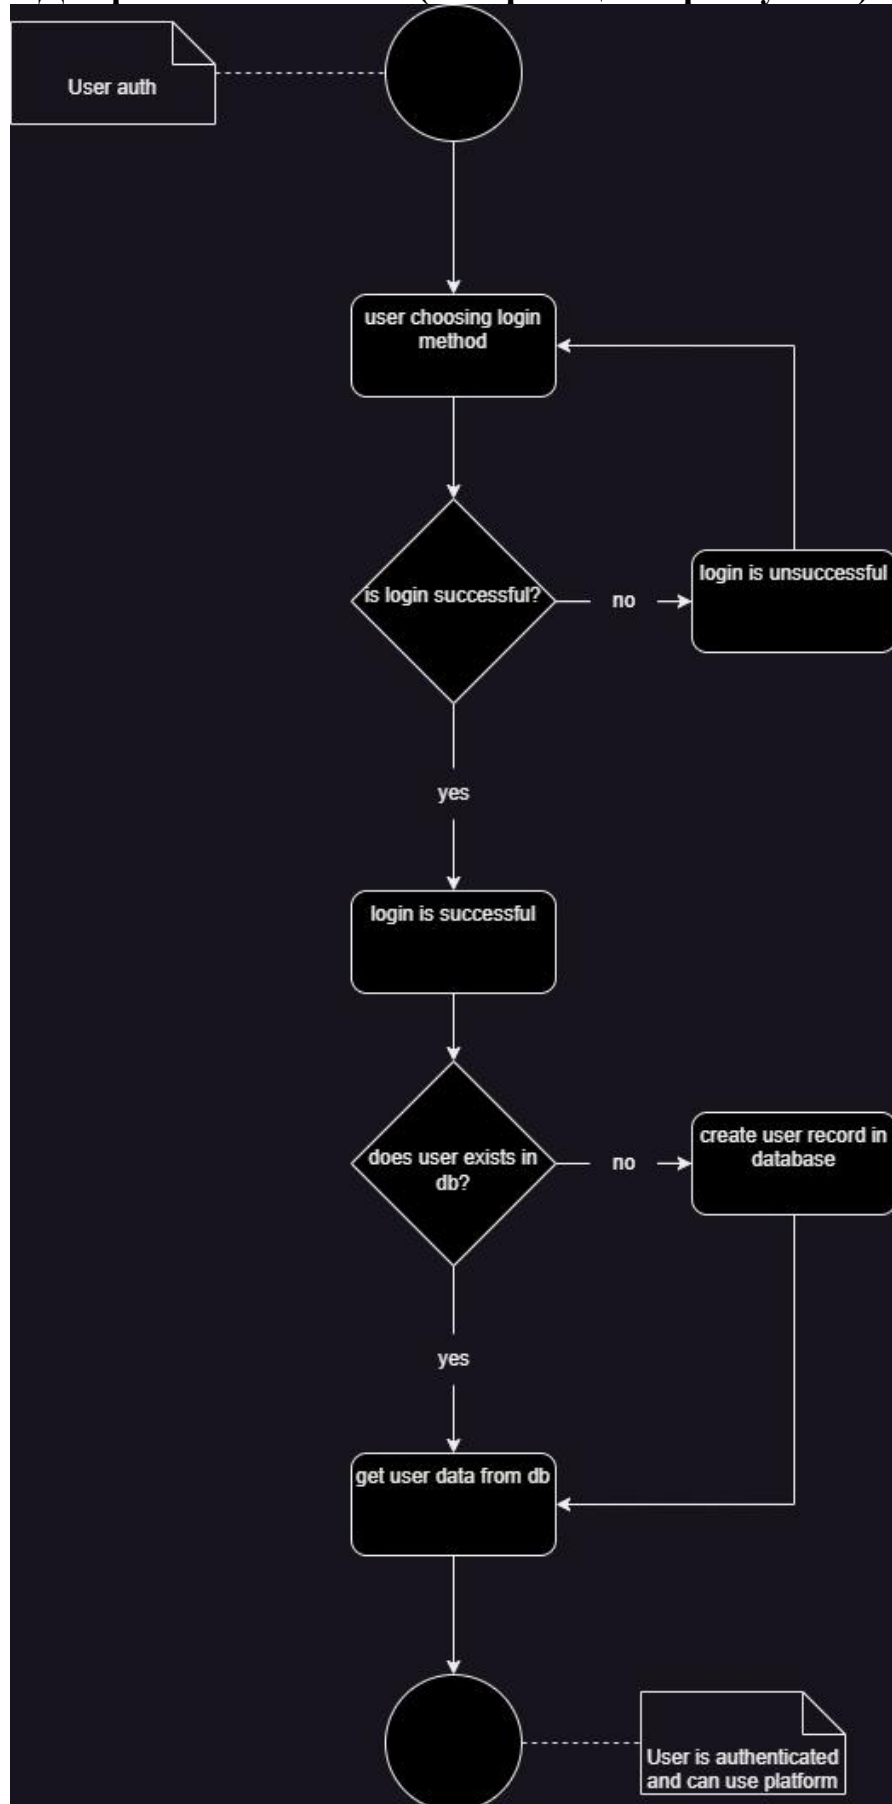 User auth
user choosing login
method
is login successful?
no
login is unsuccessful
yes
login is successful
does user exists in
db?
no
create user record in
database
yes
get user data from db
User is authenticated
and can use platform